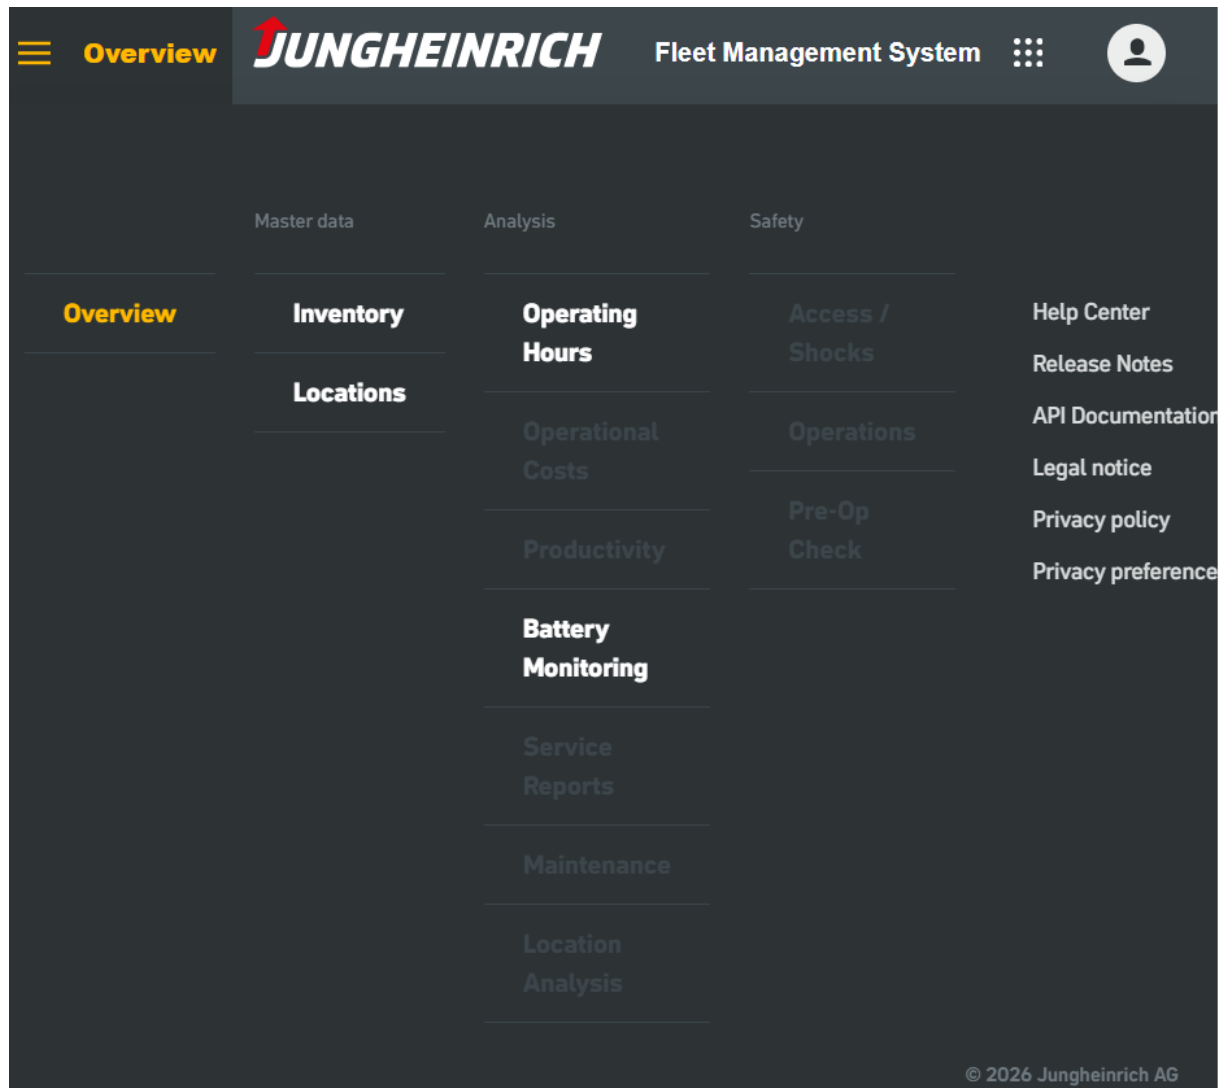 Overview
JUNGHEINRICH
Fleet Management System
Master data
Analysis
Safety
Overview
Inventory
Locations
Operating
Hours
Operational
Costs
Productivity
Battery
Monitoring
Service
Reports
Maintenance
Location
Analysis
Access /
Shocks
Operations
Pre-Op
Check
Help Center
Release Notes
API Documentation
Legal notice
Privacy policy
Privacy preference
© 2026 Jungheinrich AG